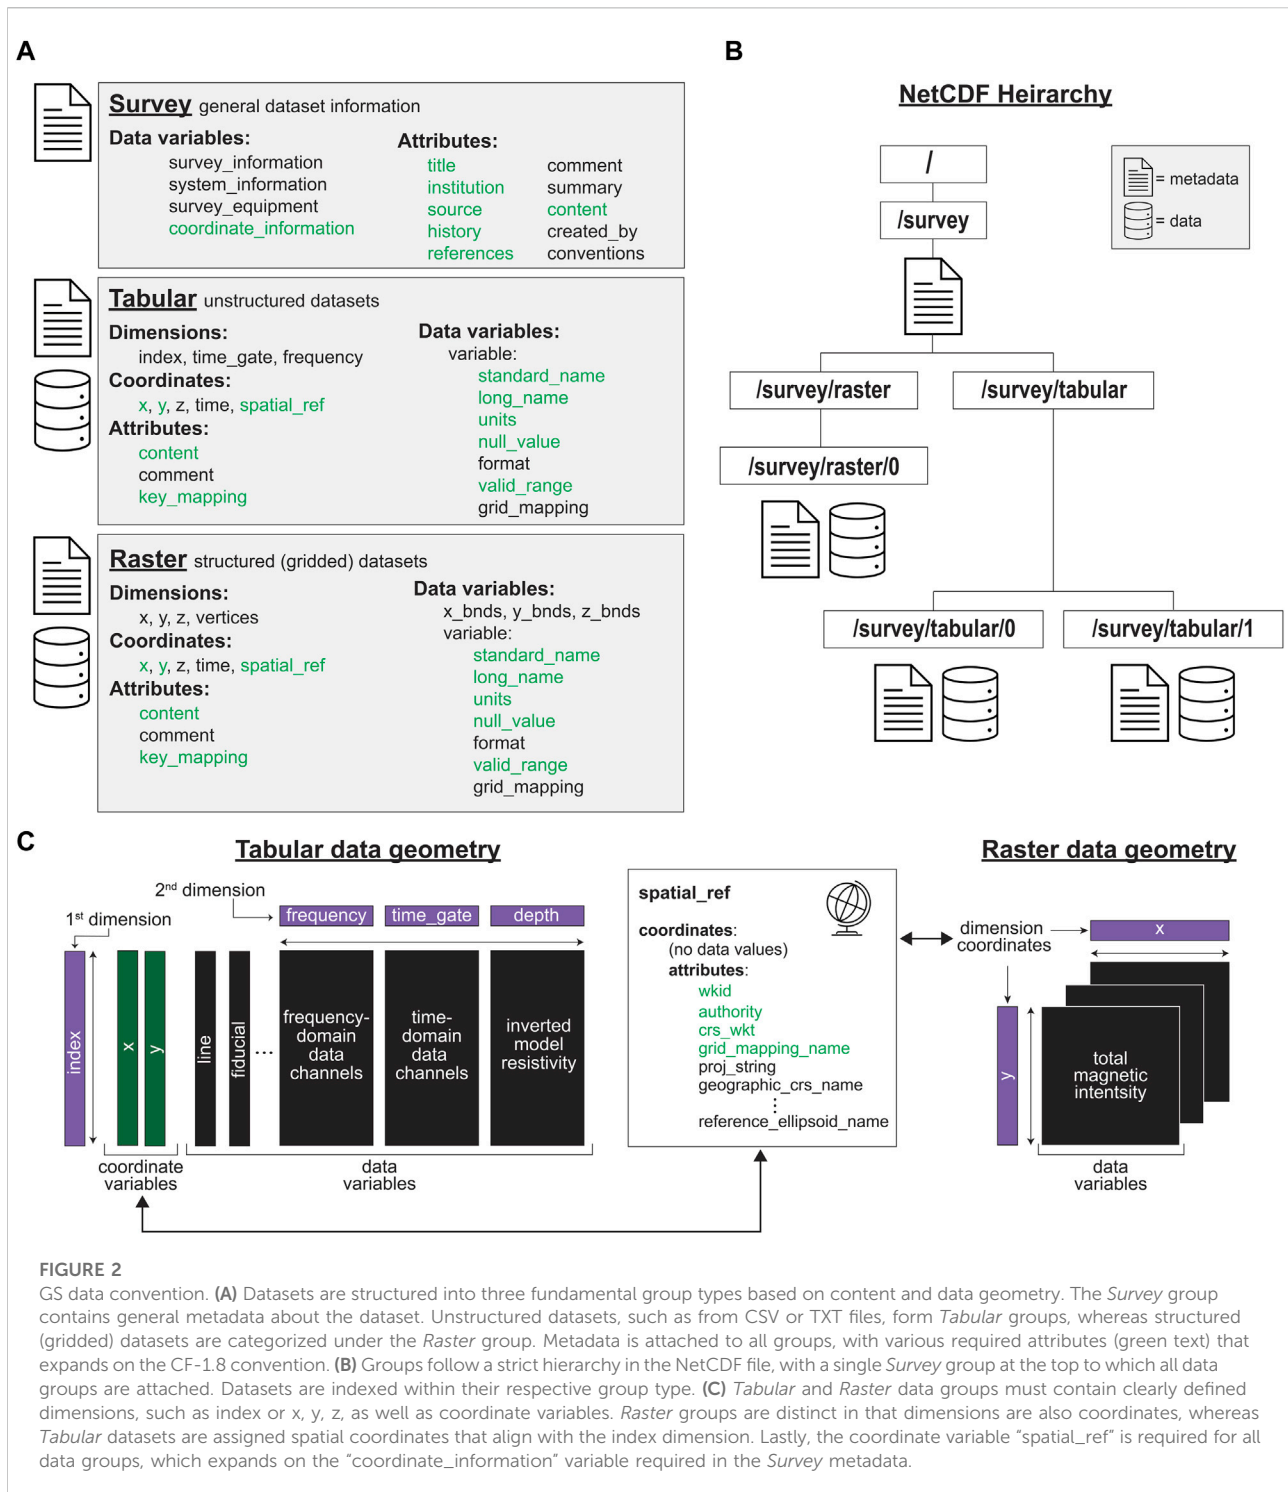 A
Survey general dataset information
Data variables:
survey_information
system_information
survey_equipment
coordinate_information
Attributes:
title
institution
source
history
references
comment
summary
content
created_by
conventions
Tabular unstructured datasets
Dimensions:
index, time_gate, frequency
Coordinates:
x, y, z, time, spatial_ref
Attributes:
content
comment
key_mapping
Data variables:
variable:
standard_name
long_name
units
null_value
format
valid_range
grid_mapping
Raster structured (gridded) datasets
Dimensions:
x, y, z, vertices
Coordinates:
x, y, z, time, spatial_ref
Attributes:
content
comment
key_mapping
Data variables:
x_bnds, y_bnds, z_bnds
variable:
standard_name
long_name
units
null_value
format
valid_range
grid_mapping
B
NetCDF Heirarchy
/
/survey
= metadata
= data
/survey/raster
/survey/tabular
/survey/raster/0
/survey/tabular/0
/survey/tabular/1
C
Tabular data geometry
2nd dimension
1st dimension
frequency
time_gate
depth
index
x
y
line
fiducial
...
frequency-
domain
data
channels
time-
domain
data
channels
inverted
model
resistivity
coordinate
variables
data
variables
spatial_ref
coordinates:
(no data values)
attributes:
wkid
authority
crs_wkt
grid_mapping_name
proj_string
geographic_crs_name
⋮
reference_ellipsoid_name
Raster data geometry
dimension
coordinates
x
y
total
magnetic
intentsity
data
variables
FIGURE 2
GS data convention. (A) Datasets are structured into three fundamental group types based on content and data geometry. The Survey group
contains general metadata about the dataset. Unstructured datasets, such as from CSV or TXT files, form Tabular groups, whereas structured
(gridded) datasets are categorized under the Raster group. Metadata is attached to all groups, with various required attributes (green text) that
expands on the CF-1.8 convention. (B) Groups follow a strict hierarchy in the NetCDF file, with a single Survey group at the top to which all data
groups are attached. Datasets are indexed within their respective group type. (C) Tabular and Raster data groups must contain clearly defined
dimensions, such as index or x, y, z, as well as coordinate variables. Raster groups are distinct in that dimensions are also coordinates, whereas
Tabular datasets are assigned spatial coordinates that align with the index dimension. Lastly, the coordinate variable “spatial_ref” is required for all
data groups, which expands on the “coordinate_information” variable required in the Survey metadata.